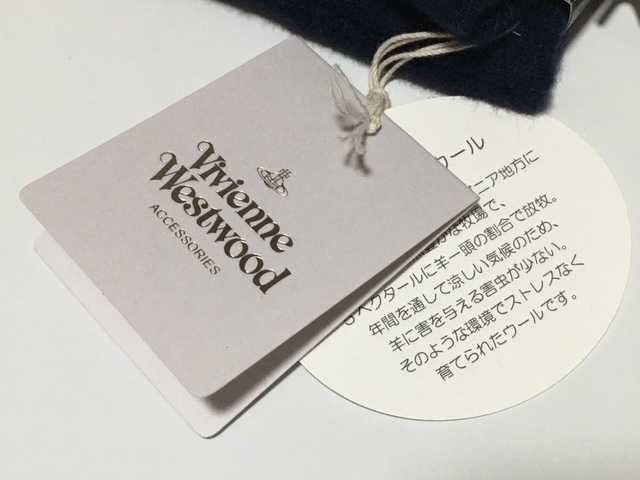 Vivienne
Westwood
ACCESSORIES
ウール
ニア地方に
な牧場で、
ヘクタールに羊一頭の割合で放牧。
年間を通して涼しい気候のため、
羊に害を与える害虫が少ない。
そのような環境でストレスなく
育てられたウールです。